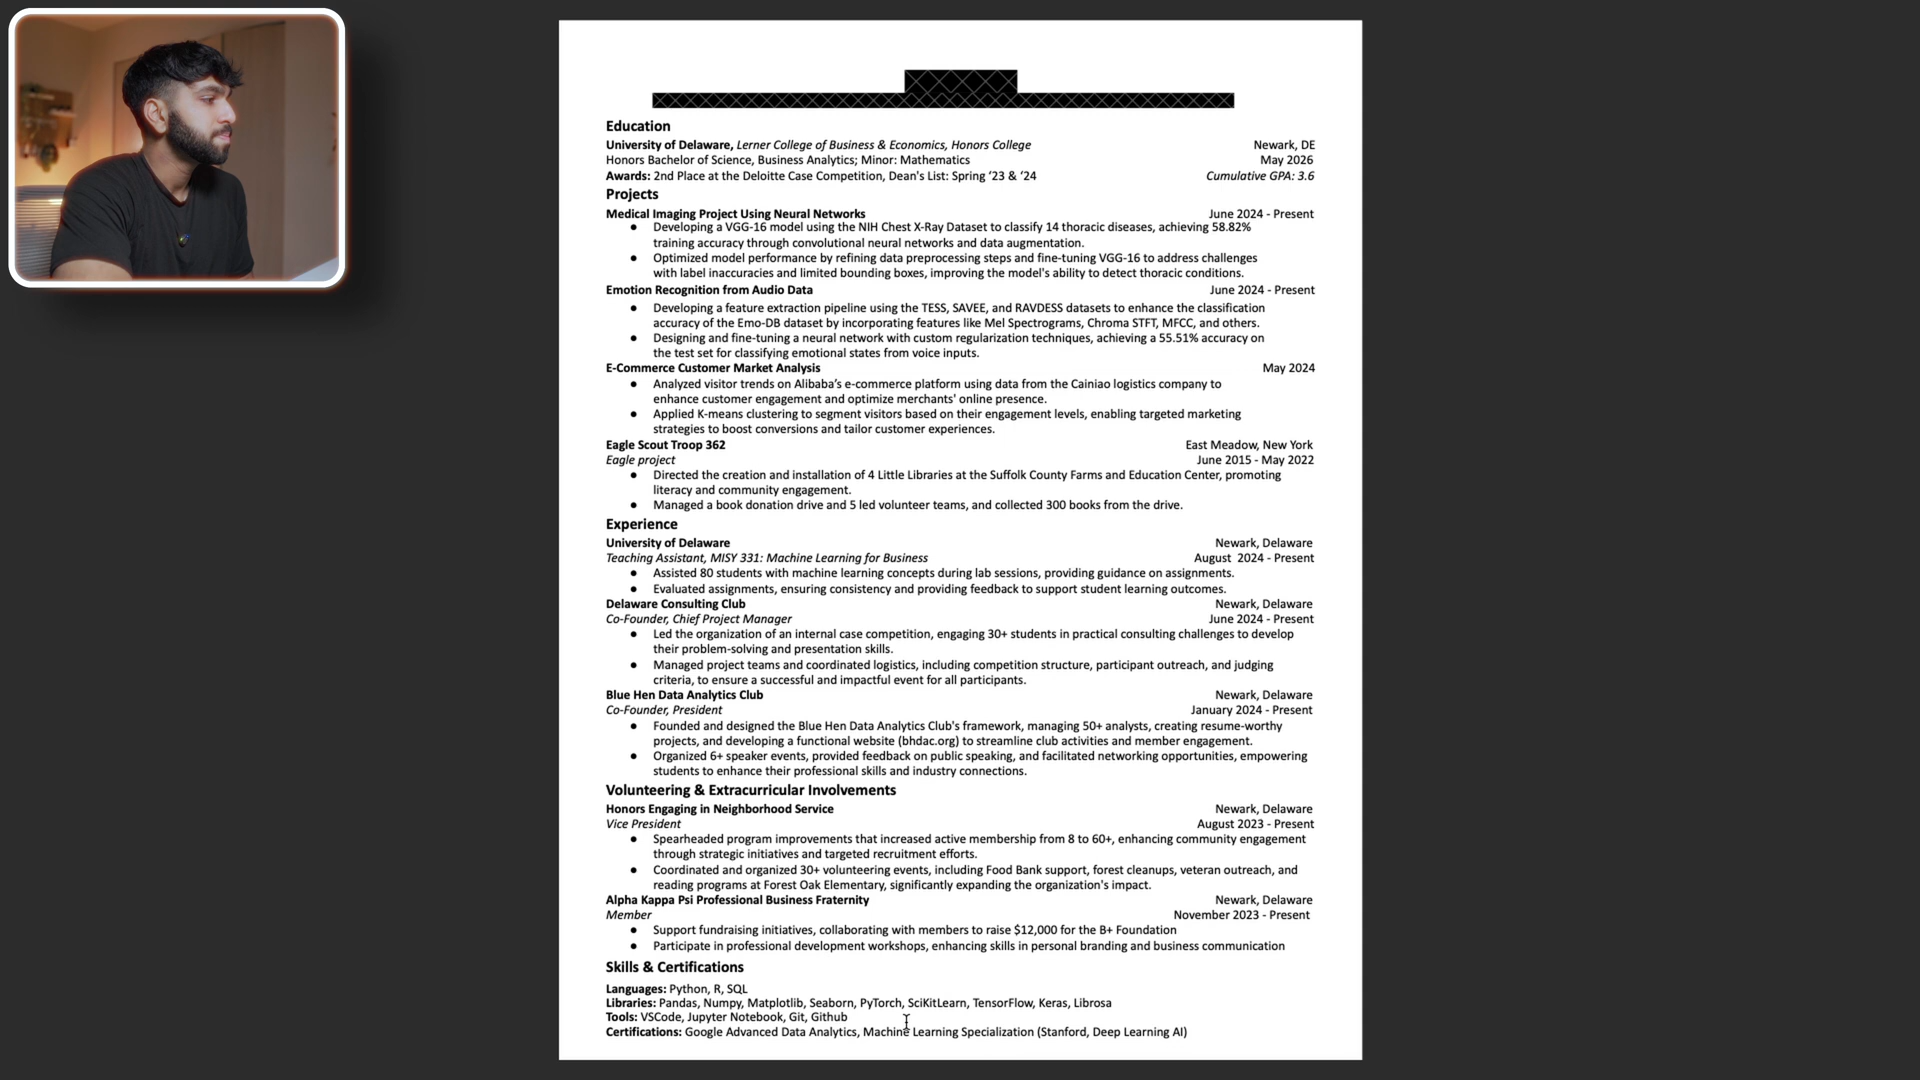 Education
University of Delaware, Lerner College of Business & Economics, Honors College Newark, DE
Honors Bachelor of Science, Business Analytics; Minor: Mathematics May 2026
Awards: 2nd Place at the Deloitte Case Competition, Dean's List: Spring ‘23 & ‘24 Cumulative GPA: 3.6
Projects
Medical Imaging Project Using Neural Networks June 2024 - Present
● Developing a VGG-16 model using the NIH Chest X-Ray Dataset to classify 14 thoracic diseases, achieving 58.82%
training accuracy through convolutional neural networks and data augmentation.
● Optimized model performance by refining data preprocessing steps and fine-tuning VGG-16 to address challenges
with label inaccuracies and limited bounding boxes, improving the model's ability to detect thoracic conditions.
Emotion Recognition from Audio Data June 2024 - Present
● Developing a feature extraction pipeline using the TESS, SAVEE, and RAVDESS datasets to enhance the classification
accuracy of the Emo-DB dataset by incorporating features like Mel Spectrograms, Chroma STFT, MFCC, and others.
● Designing and fine-tuning a neural network with custom regularization techniques, achieving a 55.51% accuracy on
the test set for classifying emotional states from voice inputs.
E-Commerce Customer Market Analysis May 2024
● Analyzed visitor trends on Alibaba’s e-commerce platform using data from the Cainiao logistics company to
enhance customer engagement and optimize merchants' online presence.
● Applied K-means clustering to segment visitors based on their engagement levels, enabling targeted marketing
strategies to boost conversions and tailor customer experiences.
Eagle Scout Troop 362 East Meadow, New York
Eagle project June 2015 - May 2022
● Directed the creation and installation of 4 Little Libraries at the Suffolk County Farms and Education Center, promoting
literacy and community engagement.
● Managed a book donation drive and 5 led volunteer teams, and collected 300 books from the drive.
Experience
University of Delaware Newark, Delaware
Teaching Assistant, MISY 331: Machine Learning for Business August 2024 - Present
● Assisted 80 students with machine learning concepts during lab sessions, providing guidance on assignments.
● Evaluated assignments, ensuring consistency and providing feedback to support student learning outcomes.
Delaware Consulting Club Newark, Delaware
Co-Founder, Chief Project Manager June 2024 - Present
● Led the organization of an internal case competition, engaging 30+ students in practical consulting challenges to develop
their problem-solving and presentation skills.
● Managed project teams and coordinated logistics, including competition structure, participant outreach, and judging
criteria, to ensure a successful and impactful event for all participants.
Blue Hen Data Analytics Club Newark, Delaware
Co-Founder, President January 2024 - Present
● Founded and designed the Blue Hen Data Analytics Club's framework, managing 50+ analysts, creating resume-worthy
projects, and developing a functional website (bhdac.org) to streamline club activities and member engagement.
● Organized 6+ speaker events, provided feedback on public speaking, and facilitated networking opportunities, empowering
students to enhance their professional skills and industry connections.
Volunteering & Extracurricular Involvements
Honors Engaging in Neighborhood Service Newark, Delaware
Vice President August 2023 - Present
● Spearheaded program improvements that increased active membership from 8 to 60+, enhancing community engagement
through strategic initiatives and targeted recruitment efforts.
● Coordinated and organized 30+ volunteering events, including Food Bank support, forest cleanups, veteran outreach, and
reading programs at Forest Oak Elementary, significantly expanding the organization's impact.
Alpha Kappa Psi Professional Business Fraternity Newark, Delaware
Member November 2023 - Present
● Support fundraising initiatives, collaborating with members to raise $12,000 for the B+ Foundation
● Participate in professional development workshops, enhancing skills in personal branding and business communication
Skills & Certifications
Languages: Python, R, SQL
Libraries: Pandas, Numpy, Matplotlib, Seaborn, PyTorch, SciKitLearn, TensorFlow, Keras, Librosa
Tools: VSCode, Jupyter Notebook, Git, Github
Certifications: Google Advanced Data Analytics, Machine Learning Specialization (Stanford, Deep Learning AI)